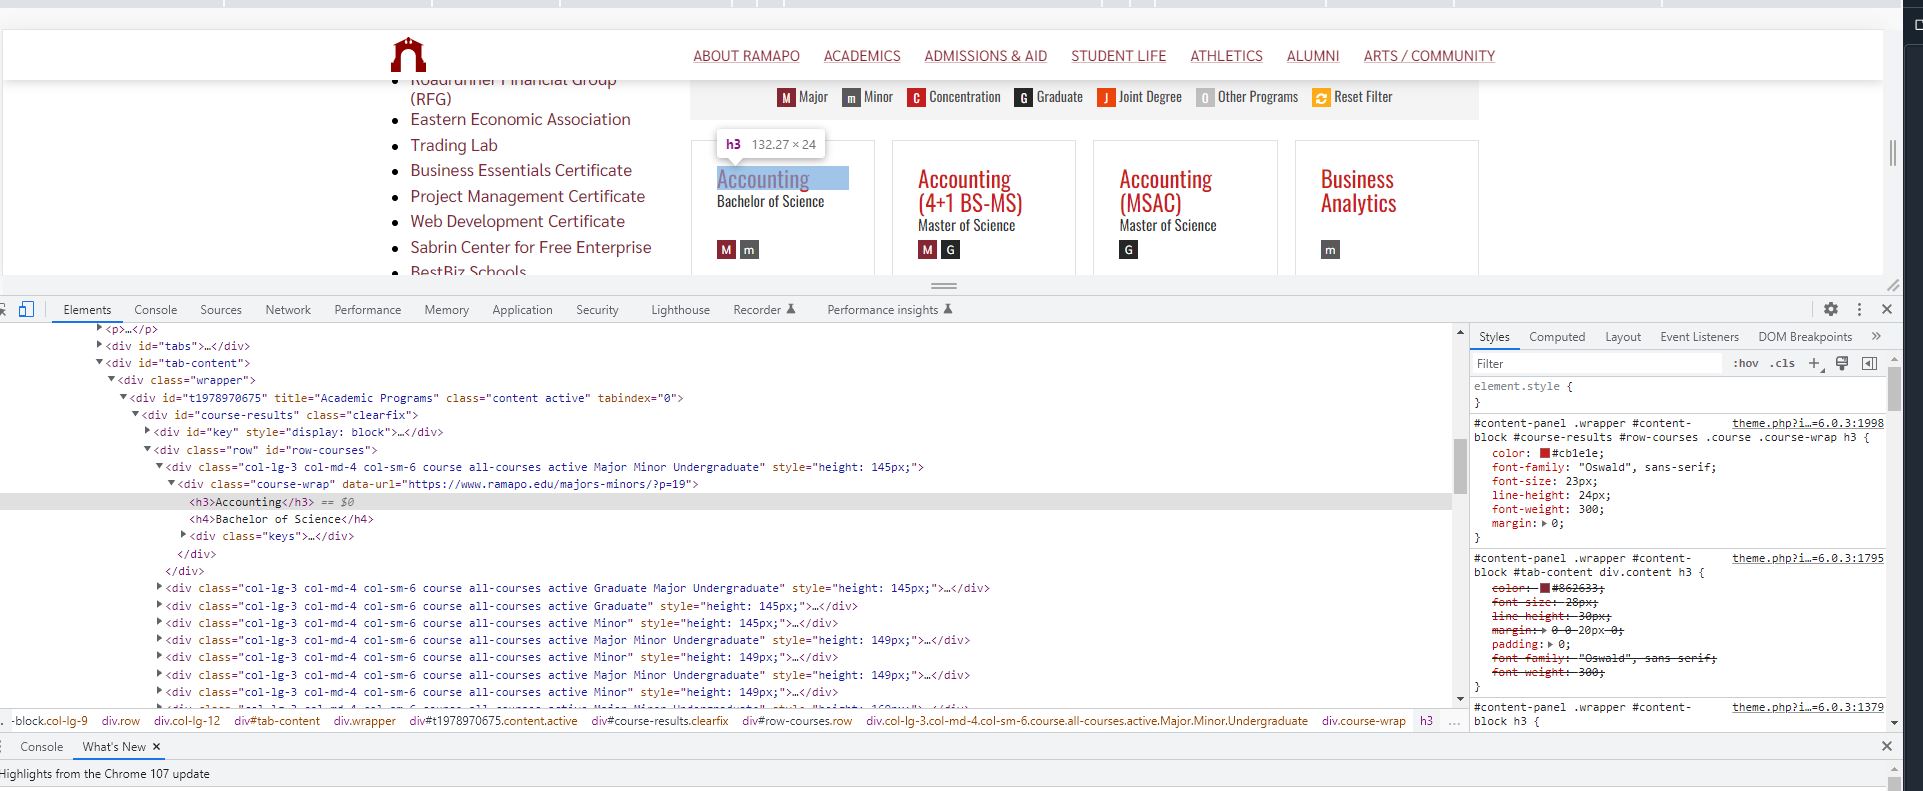 ABOUT RAMAPO ACADEMICS ADMISSIONS & AID STUDENT LIFE ATHLETICS ALUMNI ARTS / COMMUNITY
Roadrunner Financial Group
(RFG)
Eastern Economic Association
Trading Lab
Business Essentials Certificate
Project Management Certificate
Web Development Certificate
Sabrin Center for Free Enterprise
BestBiz Schools
M Major m Minor C Concentration G Graduate J Joint Degree O Other Programs Reset Filter
h3 132.27 × 24
Accounting
Bachelor of Science
M m
Accounting
(4+1 BS-MS)
Master of Science
M G
Accounting
(MSAC)
Master of Science
G
Business
Analytics
m
Elements Console Sources Network Performance Memory Application Security Lighthouse Recorder Performance insights
<p>…</p>
<div id="tabs">…</div>
<div id="tab-content">
<div class="wrapper">
<div id="t1978970675" title="Academic Programs" class="content active" tabindex="0">
<div id="course-results" class="clearfix">
<div id="key" style="display: block">…</div>
<div class="row" id="row-courses">
<div class="col-lg-3 col-md-4 col-sm-6 course all-courses active Major Minor Undergraduate" style="height: 145px;">
<div class="course-wrap" data-url="https://www.ramapo.edu/majors-minors/?p=19">
<h3>Accounting</h3> == $0
<h4>Bachelor of Science</h4>
<div class="keys">…</div>
</div>
</div>
<div class="col-lg-3 col-md-4 col-sm-6 course all-courses active Graduate Major Undergraduate" style="height: 145px;">…</div>
<div class="col-lg-3 col-md-4 col-sm-6 course all-courses active Graduate" style="height: 145px;">…</div>
<div class="col-lg-3 col-md-4 col-sm-6 course all-courses active Minor" style="height: 145px;">…</div>
<div class="col-lg-3 col-md-4 col-sm-6 course all-courses active Major Minor Undergraduate" style="height: 149px;">…</div>
<div class="col-lg-3 col-md-4 col-sm-6 course all-courses active Minor" style="height: 149px;">…</div>
<div class="col-lg-3 col-md-4 col-sm-6 course all-courses active Major Minor Undergraduate" style="height: 149px;">…</div>
<div class="col-lg-3 col-md-4 col-sm-6 course all-courses active Minor" style="height: 149px;">…</div>
-block.col-lg-9 div.row div.col-lg-12 div#tab-content div.wrapper div#t1978970675.content.active div#course-results.clearfix div#row-courses.row div.col-lg-3.col-md-4.col-sm-6.course.all-courses.active.Major.Minor.Undergraduate div.course-wrap h3 ...
Styles Computed Layout Event Listeners DOM Breakpoints »
Filter :hov .cls +
element.style {
}
#content-panel .wrapper #content- theme.php?i…=6.0.3:1998
block #course-results #row-courses .course .course-wrap h3 {
color: #cb1e1e;
font-family: "Oswald", sans-serif;
font-size: 23px;
line-height: 24px;
font-weight: 300;
margin: 0;
}
#content-panel .wrapper #content- theme.php?i…=6.0.3:1795
block #tab-content div.content h3 {
color: #862633;
font-size: 28px;
line-height: 30px;
margin: 0 0 20px 0;
padding: 0;
font-family: "Oswald", sans-serif;
font-weight: 300;
}
#content-panel .wrapper #content- theme.php?i…=6.0.3:1379
block h3 {
Console What's New ×
Highlights from the Chrome 107 update